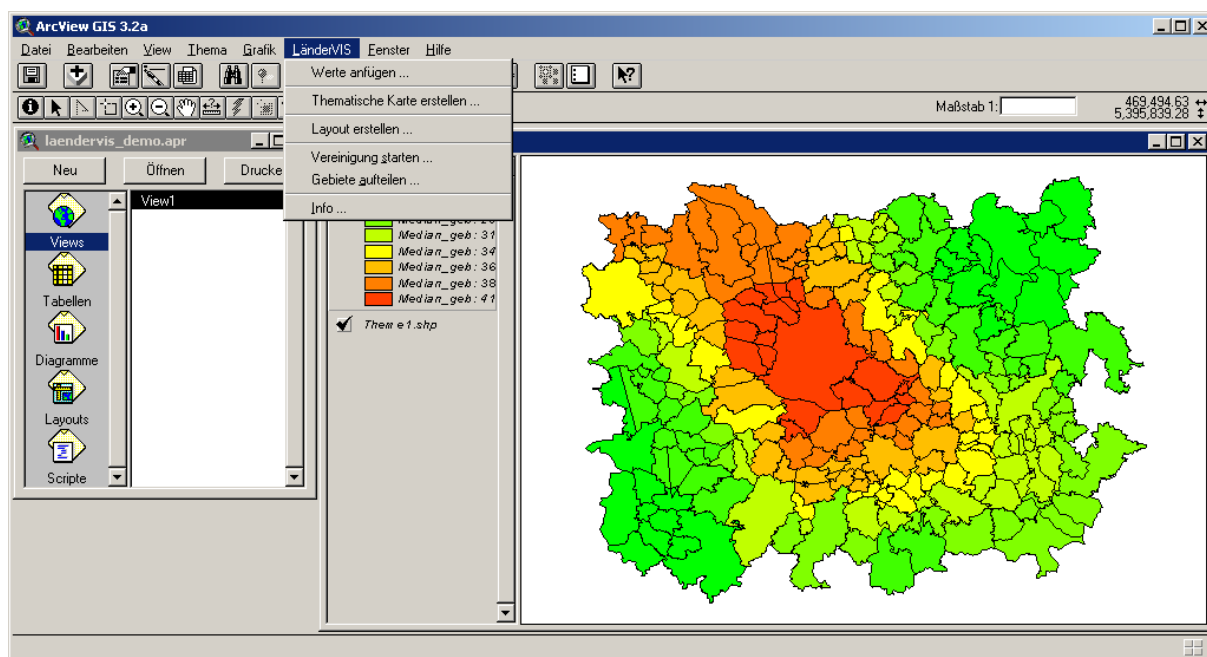 ArcView GIS 3.2a
Datei Bearbeiten View Thema Grafik LänderVIS Fenster Hilfe
Werte anfügen ...
Thematische Karte erstellen ...
Layout erstellen ...
Vereinigung starten ...
Gebiete aufteilen ...
Info ...
Maßstab 1:
469,494.63
5,395,839.28
laendervis_demo.apr
Neu Öffnen Drucke
View1
Views
Tabellen
Diagramme
Layouts
Scripte
Median_geb: 31
Median_geb: 34
Median_geb: 36
Median_geb: 38
Median_geb: 41
Theme1.shp